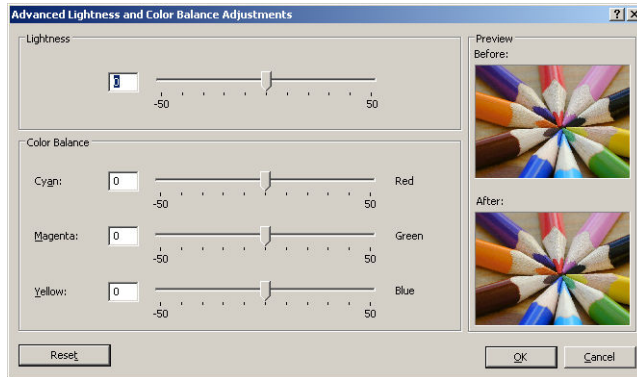 Advanced Lightness and Color Balance Adjustments
Lightness
0
-50 50
Color Balance
Cyan: 0 Red
-50 50
Magenta: 0 Green
-50 50
Yellow: 0 Blue
-50 50
Preview
Before:
After:
Reset OK Cancel